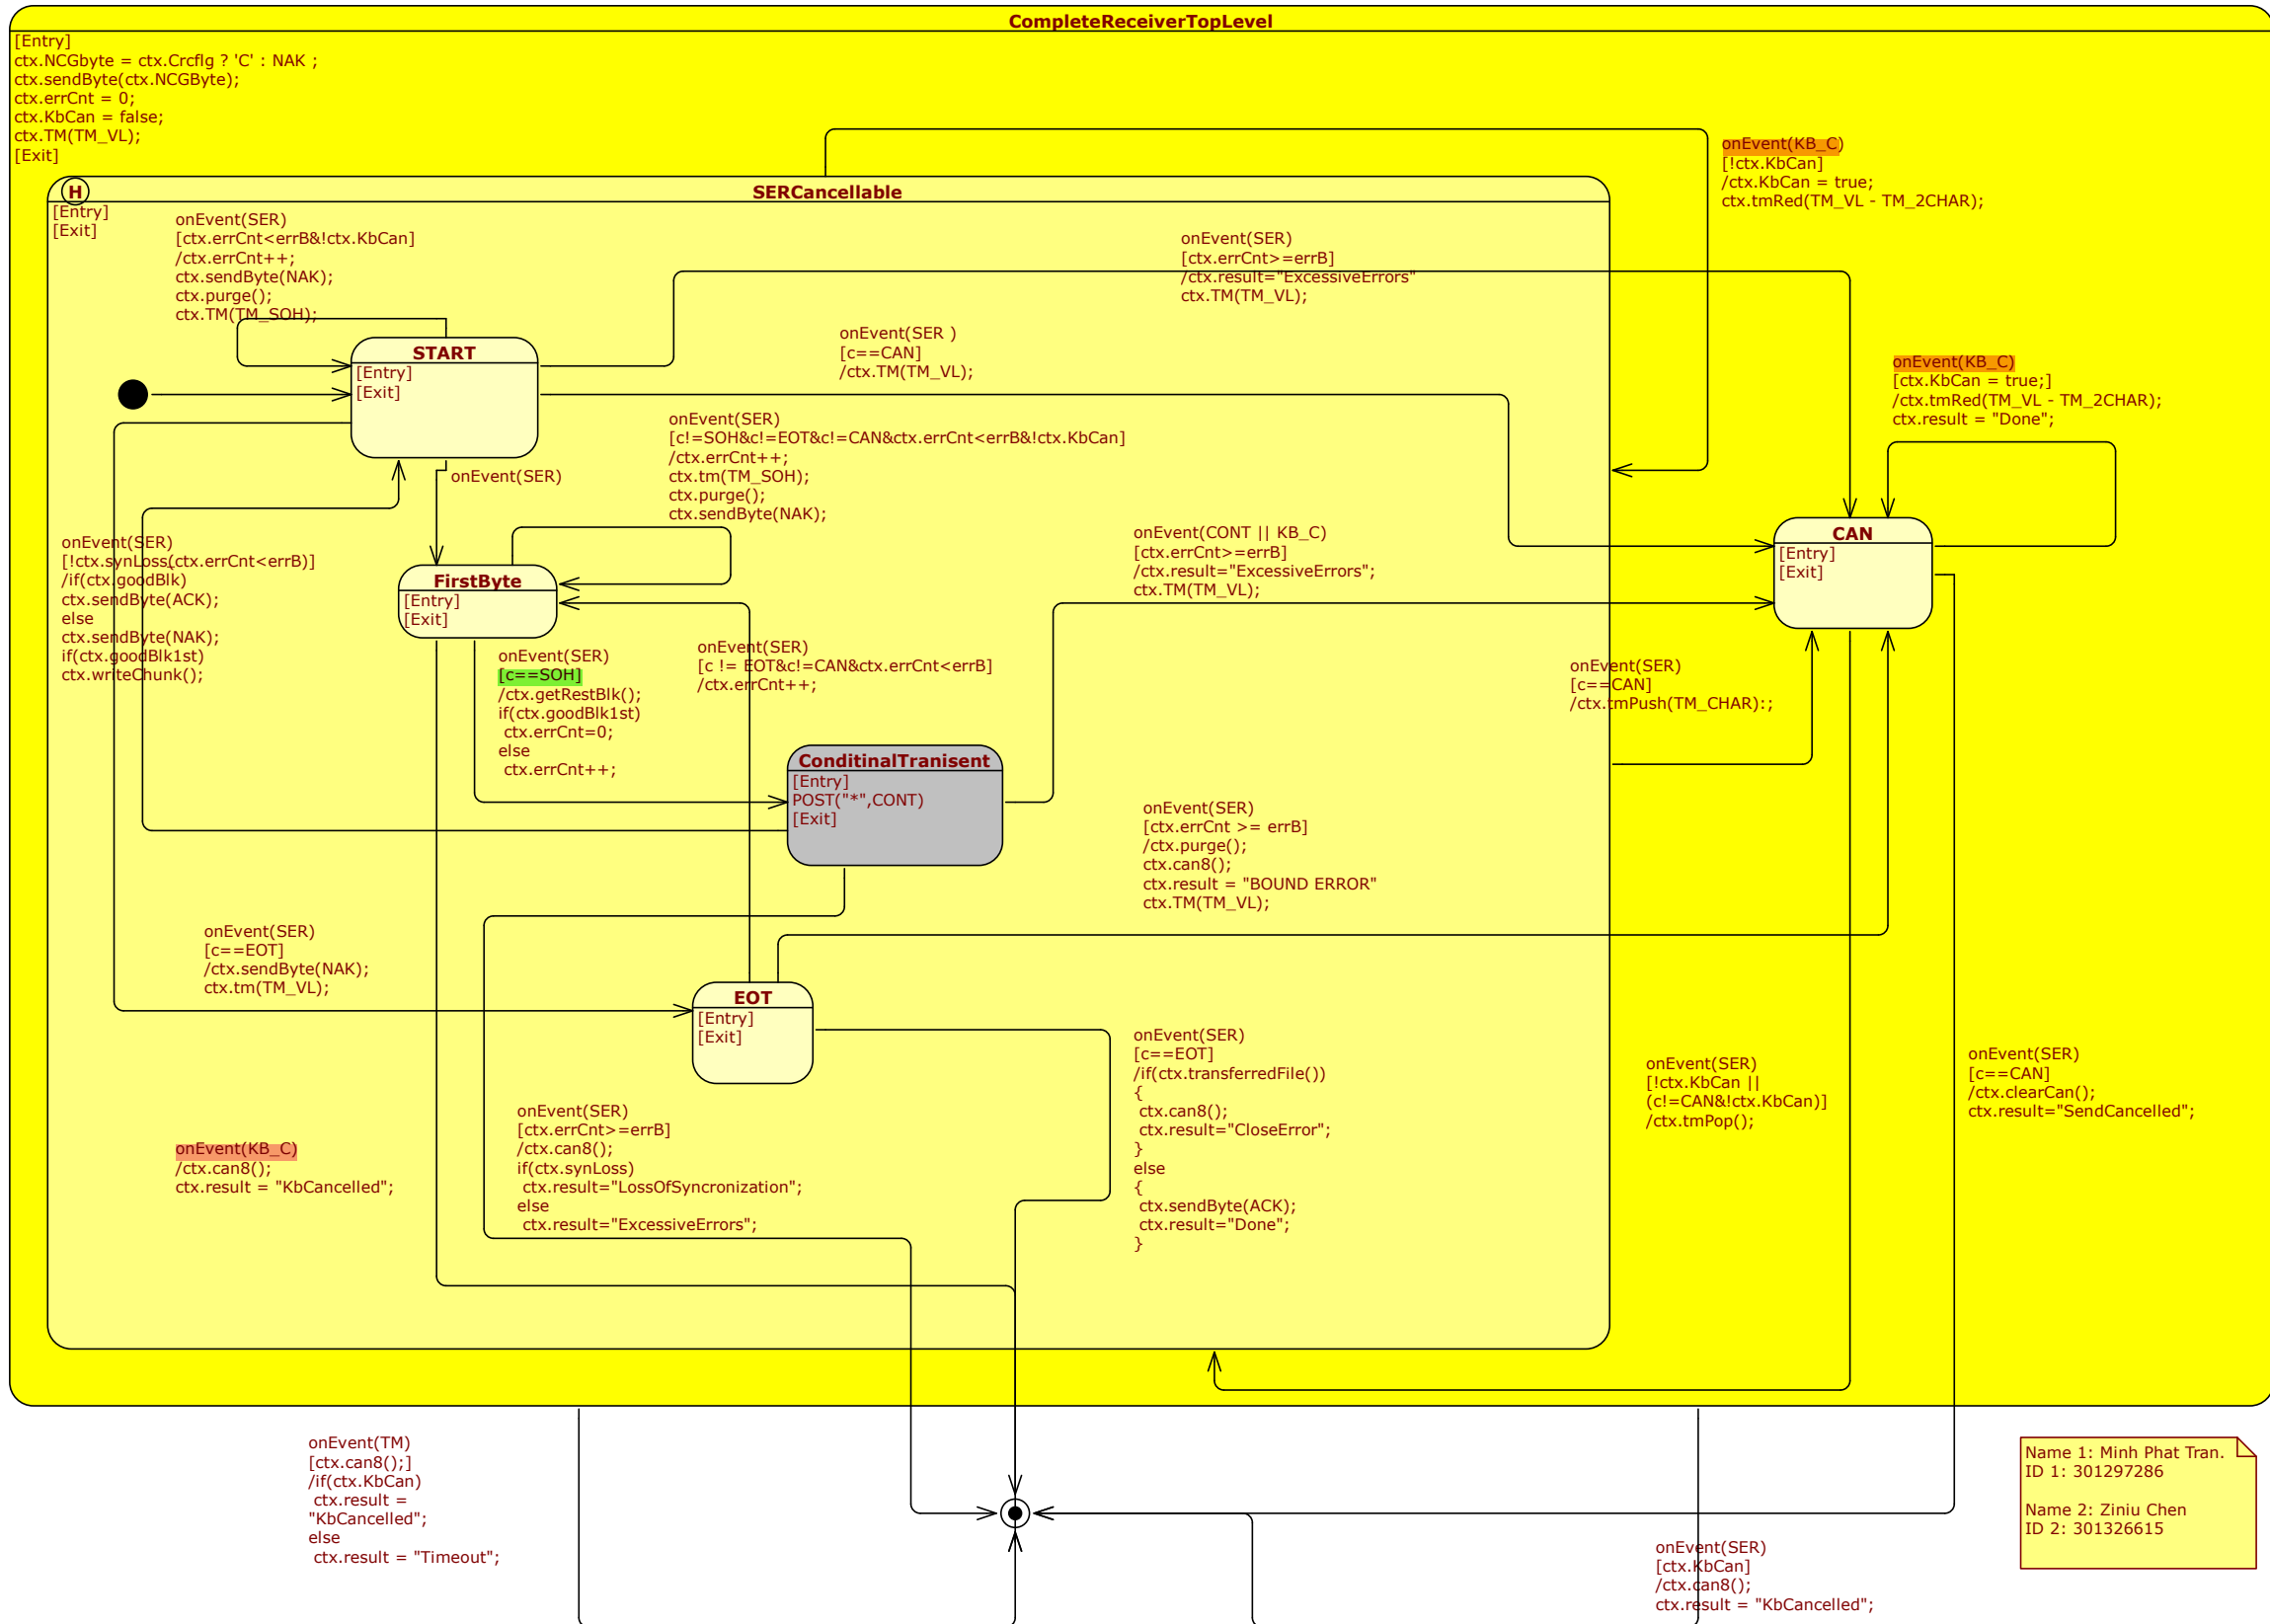 CompleteReceiverTopLevel
[Entry]
ctx.NCGbyte = ctx.Crcflg ? 'C' : NAK ;
ctx.sendByte(ctx.NCGByte);
ctx.errCnt = 0;
ctx.KbCan = false;
ctx.TM(TM_VL);
[Exit]
onEvent(KB_C)
[!ctx.KbCan]
/ctx.KbCan = true;
ctx.tmRed(TM_VL - TM_2CHAR);
H
SERCancellable
[Entry]
[Exit]
onEvent(SER)
[ctx.errCnt<errB&!ctx.KbCan]
/ctx.errCnt++;
ctx.sendByte(NAK);
ctx.purge();
ctx.TM(TM_SOH);
onEvent(SER)
[ctx.errCnt>=errB]
/ctx.result="ExcessiveErrors"
ctx.TM(TM_VL);
onEvent(SER )
[c==CAN]
/ctx.TM(TM_VL);
START
[Entry]
[Exit]
onEvent(KB_C)
[ctx.KbCan = true;]
/ctx.tmRed(TM_VL - TM_2CHAR);
ctx.result = "Done";
onEvent(SER)
[c!=SOH&c!=EOT&c!=CAN&ctx.errCnt<errB&!ctx.KbCan]
/ctx.errCnt++;
ctx.tm(TM_SOH);
ctx.purge();
ctx.sendByte(NAK);
onEvent(SER)
onEvent(SER)
[!ctx.synLoss(ctx.errCnt<errB)]
/if(ctx.goodBlk)
ctx.sendByte(ACK);
else
ctx.sendByte(NAK);
if(ctx.goodBlk1st)
ctx.writeChunk();
FirstByte
[Entry]
[Exit]
onEvent(CONT || KB_C)
[ctx.errCnt>=errB]
/ctx.result="ExcessiveErrors";
ctx.TM(TM_VL);
CAN
[Entry]
[Exit]
onEvent(SER)
[c==SOH]
/ctx.getRestBlk();
if(ctx.goodBlk1st)
ctx.errCnt=0;
else
ctx.errCnt++;
onEvent(SER)
[c != EOT&c!=CAN&ctx.errCnt<errB]
/ctx.errCnt++;
onEvent(SER)
[c==CAN]
/ctx.tmPush(TM_CHAR):;
ConditinalTranisent
[Entry]
POST("*",CONT)
[Exit]
onEvent(SER)
[ctx.errCnt >= errB]
/ctx.purge();
ctx.can8();
ctx.result = "BOUND ERROR"
ctx.TM(TM_VL);
onEvent(SER)
[c==EOT]
/ctx.sendByte(NAK);
ctx.tm(TM_VL);
EOT
[Entry]
[Exit]
onEvent(SER)
[c==EOT]
/if(ctx.transferredFile())
{
ctx.can8();
ctx.result="CloseError";
}
else
{
ctx.sendByte(ACK);
ctx.result="Done";
}
onEvent(SER)
[!ctx.KbCan ||
(c!=CAN&!ctx.KbCan)]
/ctx.tmPop();
onEvent(SER)
[c==CAN]
/ctx.clearCan();
ctx.result="SendCancelled";
onEvent(SER)
[ctx.errCnt>=errB]
/ctx.can8();
if(ctx.synLoss)
ctx.result="LossOfSyncronization";
else
ctx.result="ExcessiveErrors";
onEvent(KB_C)
/ctx.can8();
ctx.result = "KbCancelled";
onEvent(TM)
[ctx.can8();]
/if(ctx.KbCan)
ctx.result =
"KbCancelled";
else
ctx.result = "Timeout";
onEvent(SER)
[ctx.KbCan]
/ctx.can8();
ctx.result = "KbCancelled";
Name 1: Minh Phat Tran.
ID 1: 301297286
Name 2: Ziniu Chen
ID 2: 301326615